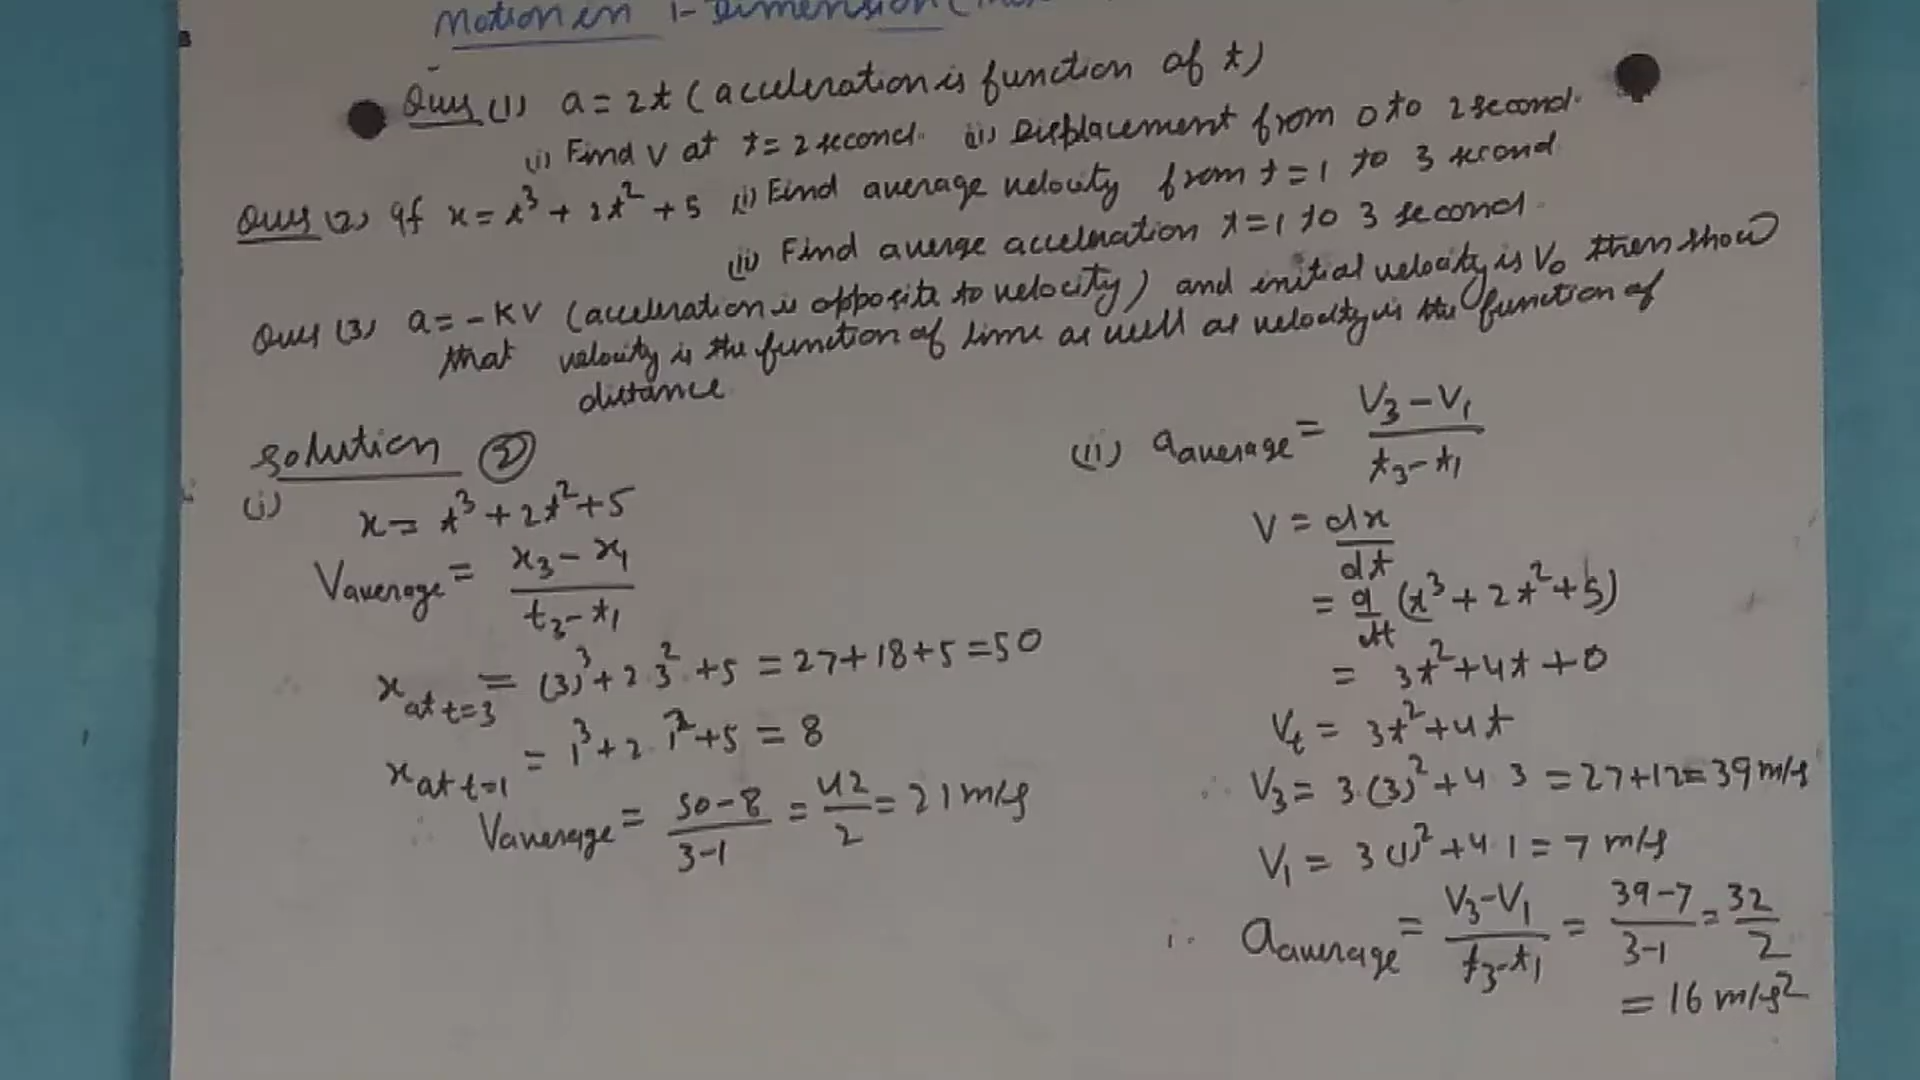 Motion in 1-Dimension (
Ques (1) a = 2t (acceleration is function of t)
(i) Find V at t = 2 second. (ii) Displacement from 0 to 2 second.
Ques (2) If x = t³ + 2t² + 5 (i) Find average velocity from t = 1 to 3 second
(ii) Find averge acceleration t = 1 to 3 second.
Ques (3) a = -KV (acceleration is opposite to velocity) and initial velocity is V₀ then show
that velocity is the function of time as well as velocity is the function of
distance
Solution ②
(i) x = t³ + 2t² + 5
Vaverage = x₃ - x₁ / t₃ - t₁
x at t=3 = (3)³ + 2.3² + 5 = 27 + 18 + 5 = 50
x at t=1 = 1³ + 2.1² + 5 = 8
Vaverage = 50 - 8 / 3 - 1 = 42 / 2 = 21 m/s
(ii) aaverage = V₃ - V₁ / t₃ - t₁
V = dx / dt
= d / dt (t³ + 2t² + 5)
= 3t² + 4t + 0
Vt = 3t² + 4t
∴ V₃ = 3.(3)² + 4.3 = 27 + 12 = 39 m/s
V₁ = 3(1)² + 4.1 = 7 m/s
∴ aaverage = V₃ - V₁ / t₃ - t₁ = 39 - 7 / 3 - 1 = 32 / 2
= 16 m/s²